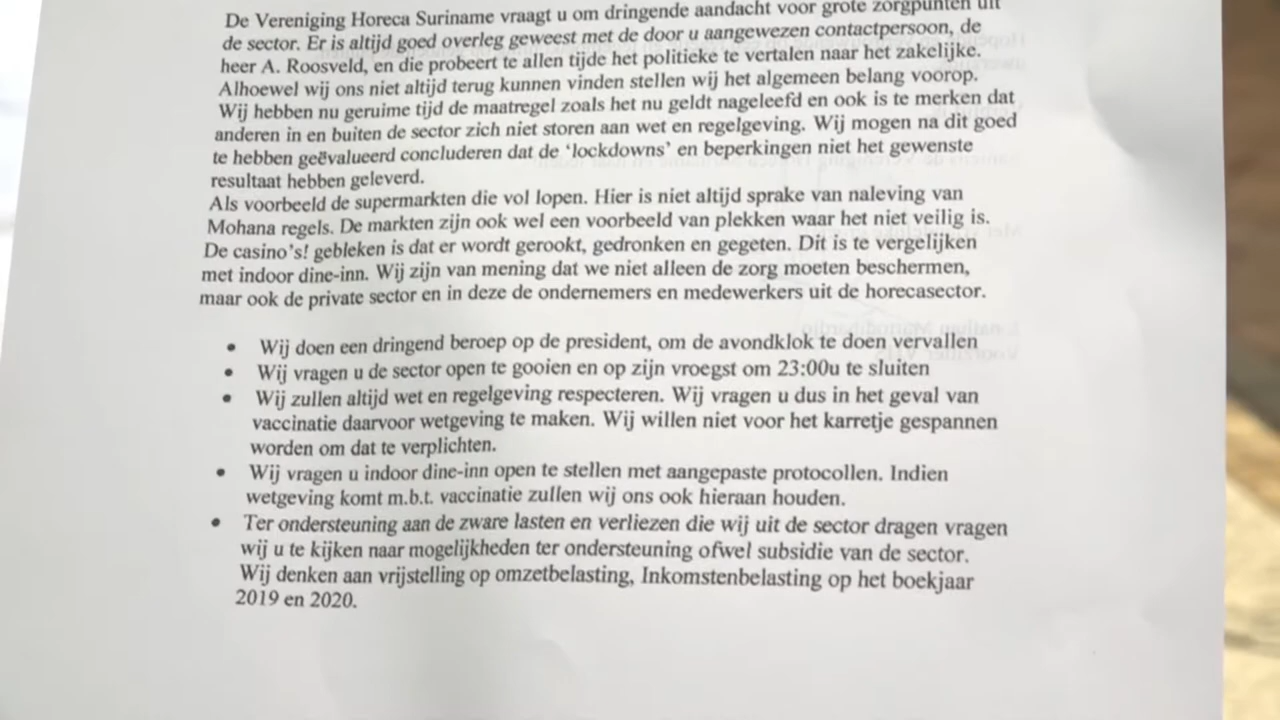 De Vereniging Horeca Suriname vraagt u om dringende aandacht voor grote zorgpunten uit
de sector. Er is altijd goed overleg geweest met de door u aangewezen contactpersoon, de
heer A. Roosveld, en die probeert te allen tijde het politieke te vertalen naar het zakelijke.
Alhoewel wij ons niet altijd terug kunnen vinden stellen wij het algemeen belang voorop.
Wij hebben nu geruime tijd de maatregel zoals het nu geldt nageleefd en ook is te merken dat
anderen in en buiten de sector zich niet storen aan wet en regelgeving. Wij mogen na dit goed
te hebben geëvalueerd concluderen dat de ‘lockdowns’ en beperkingen niet het gewenste
resultaat hebben geleverd.
Als voorbeeld de supermarkten die vol lopen. Hier is niet altijd sprake van naleving van
Mohana regels. De markten zijn ook wel een voorbeeld van plekken waar het niet veilig is.
De casino’s! gebleken is dat er wordt gerookt, gedronken en gegeten. Dit is te vergelijken
met indoor dine-inn. Wij zijn van mening dat we niet alleen de zorg moeten beschermen,
maar ook de private sector en in deze de ondernemers en medewerkers uit de horecasector.
• Wij doen een dringend beroep op de president, om de avondklok te doen vervallen
• Wij vragen u de sector open te gooien en op zijn vroegst om 23:00u te sluiten
• Wij zullen altijd wet en regelgeving respecteren. Wij vragen u dus in het geval van
vaccinatie daarvoor wetgeving te maken. Wij willen niet voor het karretje gespannen
worden om dat te verplichten.
• Wij vragen u indoor dine-inn open te stellen met aangepaste protocollen. Indien
wetgeving komt m.b.t. vaccinatie zullen wij ons ook hieraan houden.
• Ter ondersteuning aan de zware lasten en verliezen die wij uit de sector dragen vragen
wij u te kijken naar mogelijkheden ter ondersteuning ofwel subsidie van de sector.
Wij denken aan vrijstelling op omzetbelasting, Inkomstenbelasting op het boekjaar
2019 en 2020.